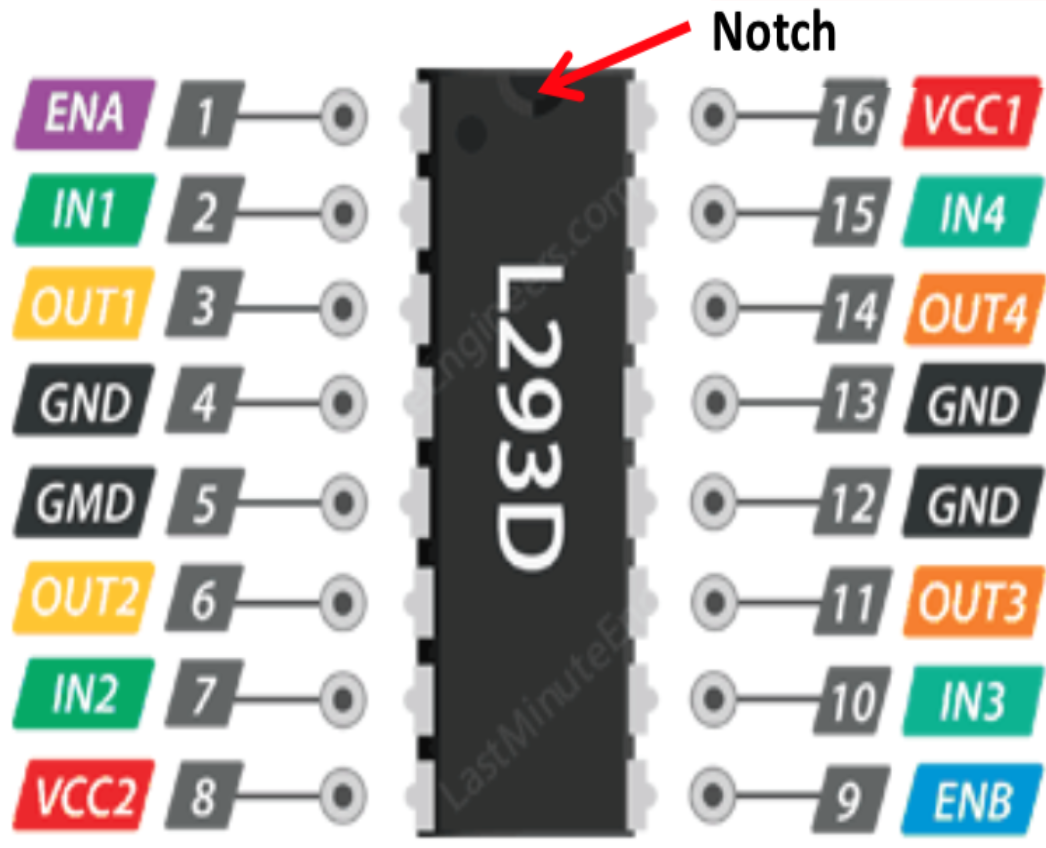 Notch
ENA 1 16 VCC1
IN1 2 15 IN4
OUT1 3 14 OUT4
GND 4 13 GND
GMD 5 12 GND
OUT2 6 11 OUT3
IN2 7 10 IN3
VCC2 8 9 ENB
L293D
LastMinuteEngineers.com